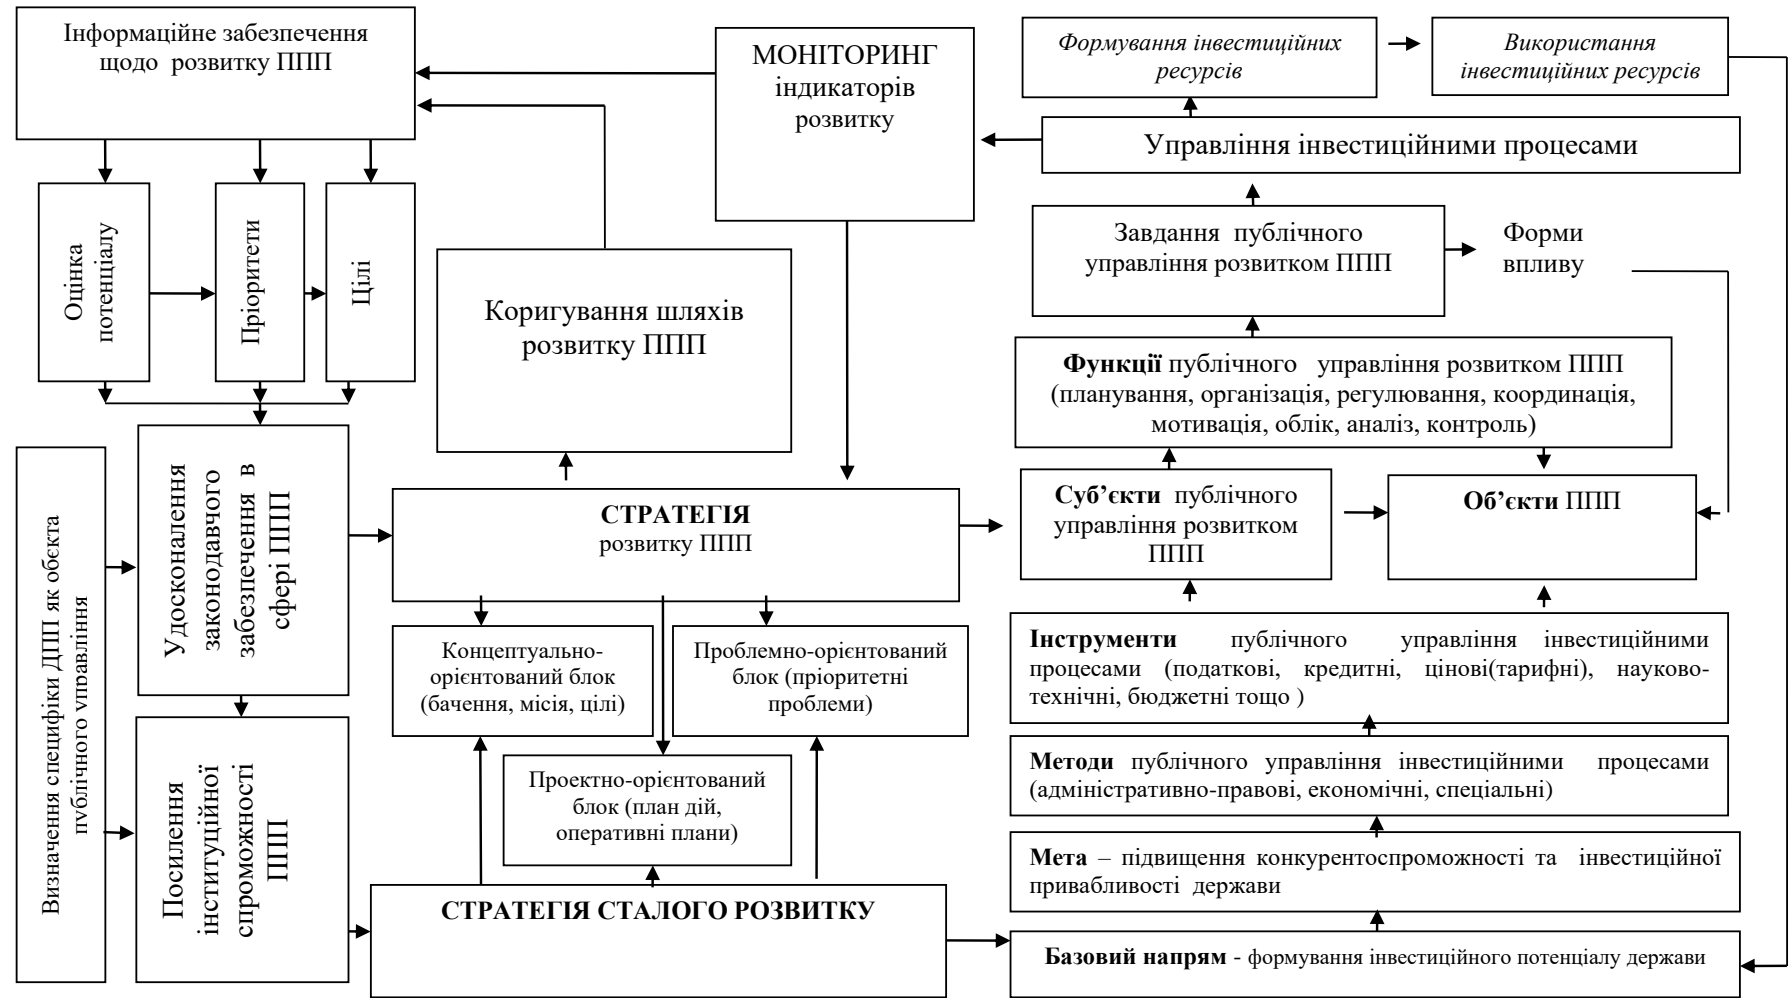 Інформаційне забезпечення
щодо розвитку ППП
МОНІТОРИНГ
індикаторів
розвитку
Формування інвестиційних
ресурсів
Використання
інвестиційних ресурсів
Управління інвестиційними процесами
Оцінка
потенціалу
Пріоритети
Цілі
Коригування шляхів
розвитку ППП
Завдання публічного
управління розвитком ППП
Форми
впливу
Функції публічного управління розвитком ППП
(планування, організація, регулювання, координація,
мотивація, облік, аналіз, контроль)
Визначення специфіки ДПП як обєкта
публічного управління
Удосконалення
законодавчого
забезпечення в
сфері ППП
СТРАТЕГІЯ
розвитку ППП
Суб’єкти публічного
управління розвитком
ППП
Об’єкти ППП
Концептуально-
орієнтований блок
(бачення, місія, цілі)
Проблемно-орієнтований
блок (пріоритетні
проблеми)
Інструменти публічного управління інвестиційними
процесами (податкові, кредитні, цінові(тарифні), науково-
технічні, бюджетні тощо )
Посилення
інституційної
спроможності
ППП
Проектно-орієнтований
блок (план дій,
оперативні плани)
Методи публічного управління інвестиційними процесами
(адміністративно-правові, економічні, спеціальні)
Мета – підвищення конкурентоспроможності та інвестиційної
привабливості держави
СТРАТЕГІЯ СТАЛОГО РОЗВИТКУ
Базовий напрям - формування інвестиційного потенціалу держави